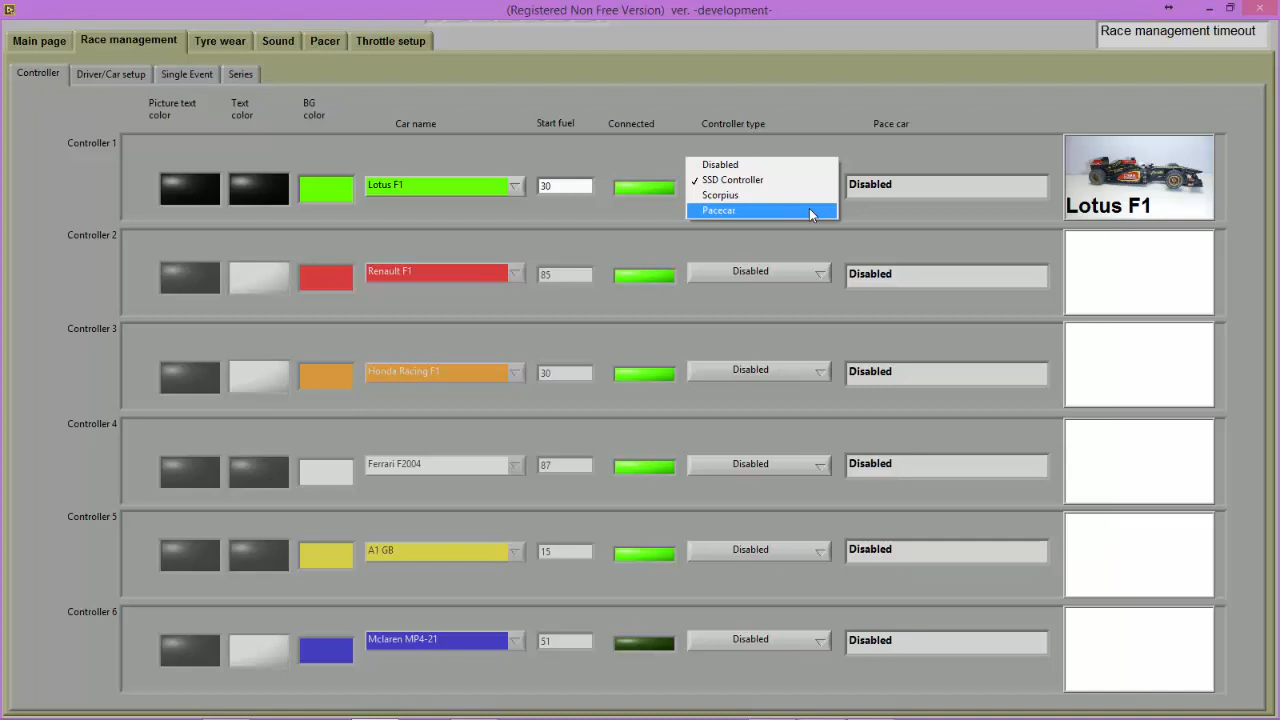 (Registered Non Free Version) ver. -development-
Main page
Race management
Tyre wear
Sound
Pacer
Throttle setup
Race management timeout
Controller
Driver/Car setup
Single Event
Series
Picture text color
Text color
BG color
Car name
Start fuel
Connected
Controller type
Pace car
Controller 1
Lotus F1
30
Disabled
SSD Controller
Scorpius
Pacecar
Disabled
Lotus F1
Controller 2
Renault F1
85
Disabled
Disabled
Controller 3
Honda Racing F1
30
Disabled
Disabled
Controller 4
Ferrari F2004
87
Disabled
Disabled
Controller 5
A1 GB
15
Disabled
Disabled
Controller 6
Mclaren MP4-21
51
Disabled
Disabled